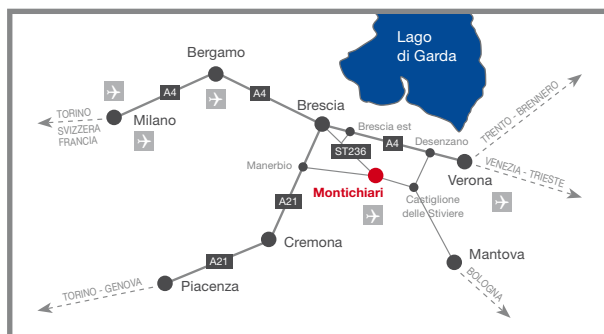 Lago
di Garda
Bergamo
A4
A4
TORINO
SVIZZERA
FRANCIA
Milano
Brescia
Brescia est
ST236
A4
Desenzano
TRENTO - BRENNERO
VENEZIA - TRIESTE
Manerbio
Montichiari
Verona
Castiglione
delle Stiviere
A21
Cremona
Mantova
A21
TORINO - GENOVA
Piacenza
BOLOGNA